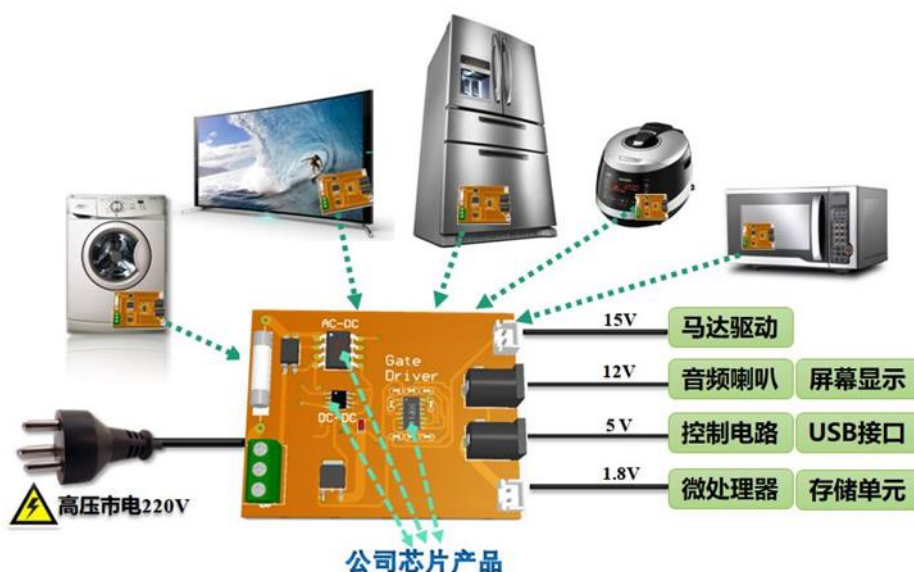 AC-DC
Gate
Driver
DC-DC
15V
马达驱动
12V
音频喇叭
屏幕显示
5 V
控制电路
USB接口
1.8V
微处理器
存储单元
高压市电220V
公司芯片产品